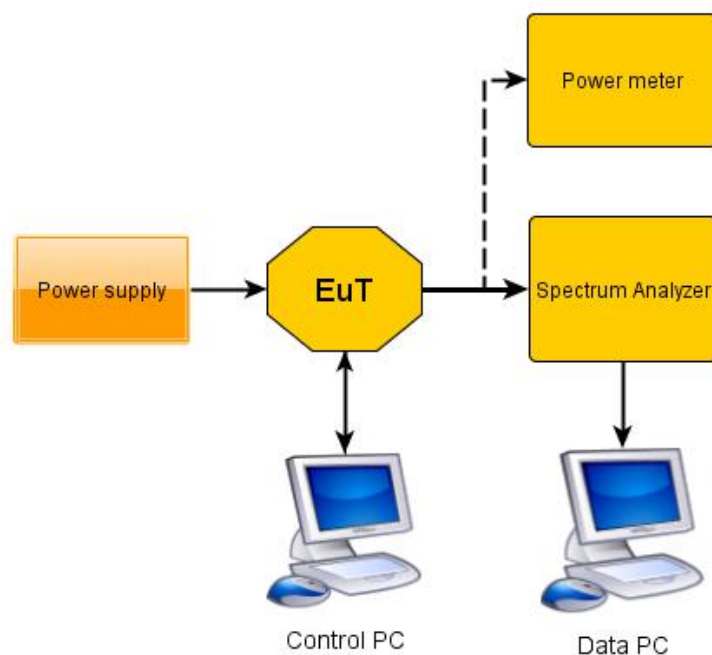 Power meter
Power supply
EuT
Spectrum Analyzer
Control PC
Data PC